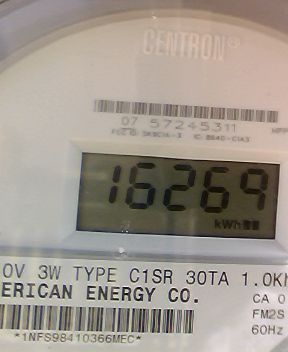 CENTRON®
07 57245311
16269
kWh
0V 3W TYPE C1SR 30TA 1.0K
ERICAN ENERGY CO.
CA 0
FM2S
60Hz
*1NFS98410366MEC*